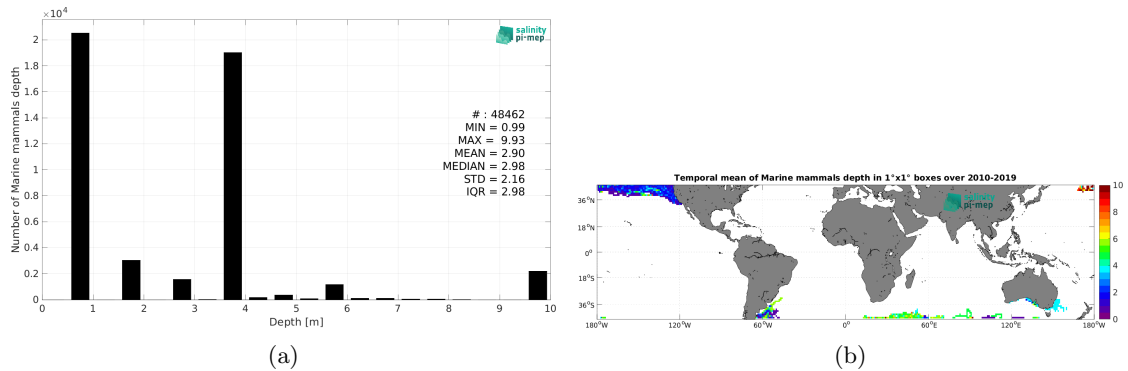 ×10⁴
2
1.8
1.6
1.4
1.2
1
0.8
0.6
0.4
0.2
0
Number of Marine mammals depth
salinity
pi-mep
# : 48462
MIN = 0.99
MAX = 9.93
MEAN = 2.90
MEDIAN = 2.98
STD = 2.16
IQR = 2.98
0 1 2 3 4 5 6 7 8 9 10
Depth [m]
(a)
Temporal mean of Marine mammals depth in 1°x1° boxes over 2010-2019
salinity
pi-mep
36°N
18°N
0°
18°S
36°S
180°W 120°W 60°W 0° 60°E 120°E 180°W
10
8
6
4
2
0
(b)